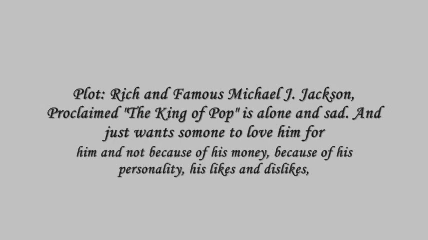 Plot: Rich and Famous Michael J. Jackson,
Proclaimed "The King of Pop" is alone and sad. And
just wants somone to love him for
him and not because of his money, because of his
personality, his likes and dislikes,